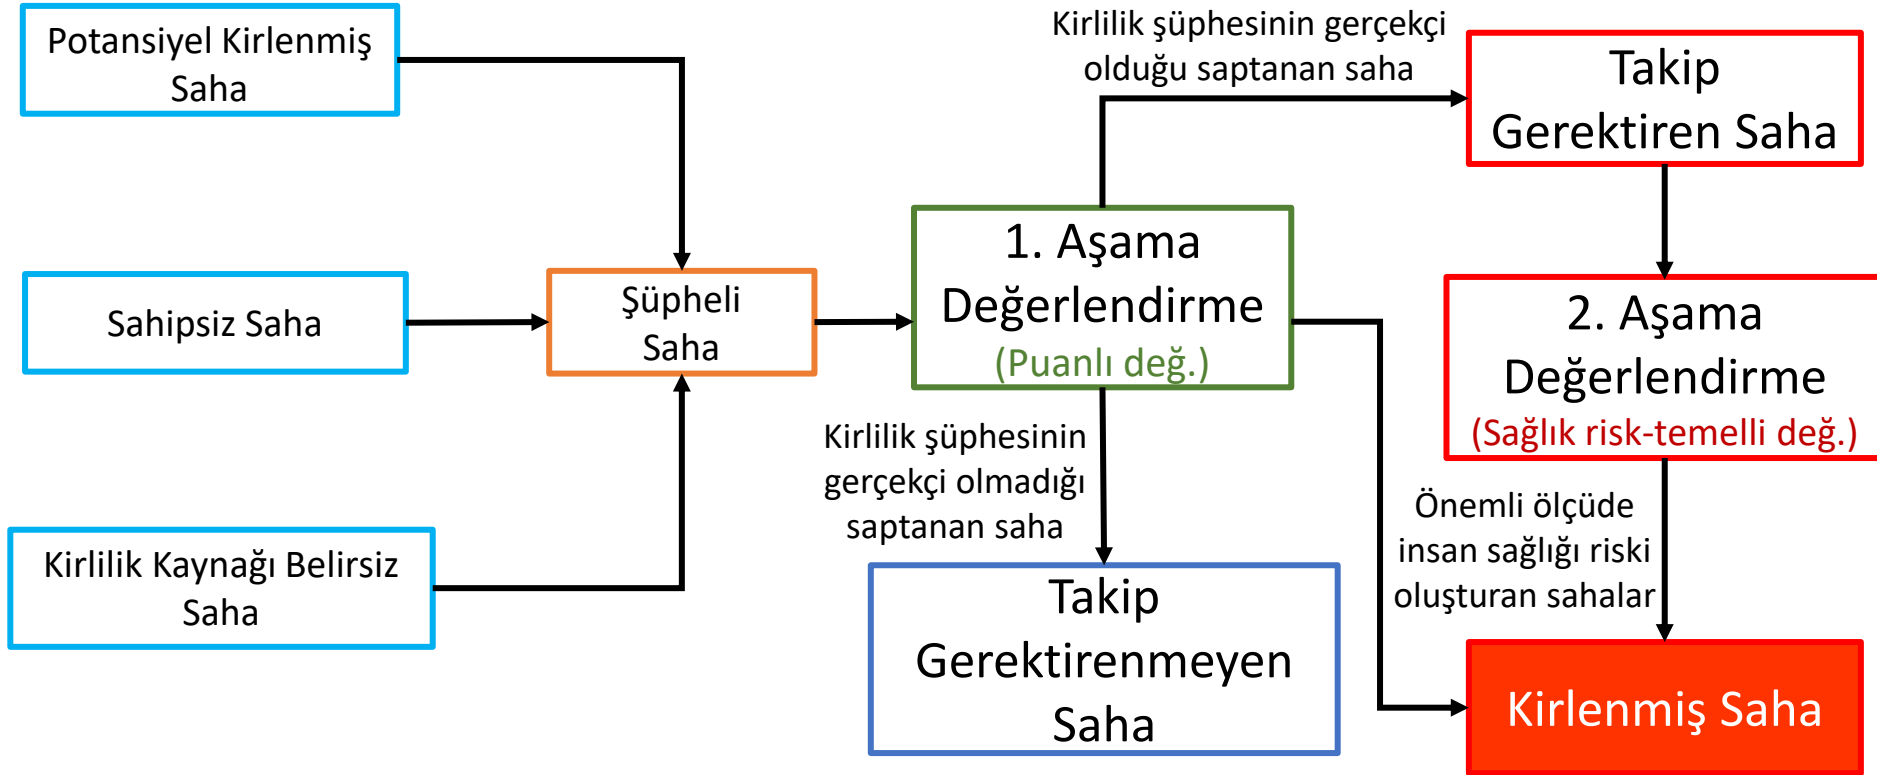 Potansiyel Kirlenmiş
Saha
Sahipsiz Saha
Kirlilik Kaynağı Belirsiz
Saha
Şüpheli
Saha
1. Aşama
Değerlendirme
(Puanlı değ.)
Kirlilik şüphesinin gerçekçi
olduğu saptanan saha
Takip
Gerektiren Saha
2. Aşama
Değerlendirme
(Sağlık risk-temelli değ.)
Kirlilik şüphesinin
gerçekçi olmadığı
saptanan saha
Takip
Gerektirenmeyen
Saha
Önemli ölçüde
insan sağlığı riski
oluşturan sahalar
Kirlenmiş Saha